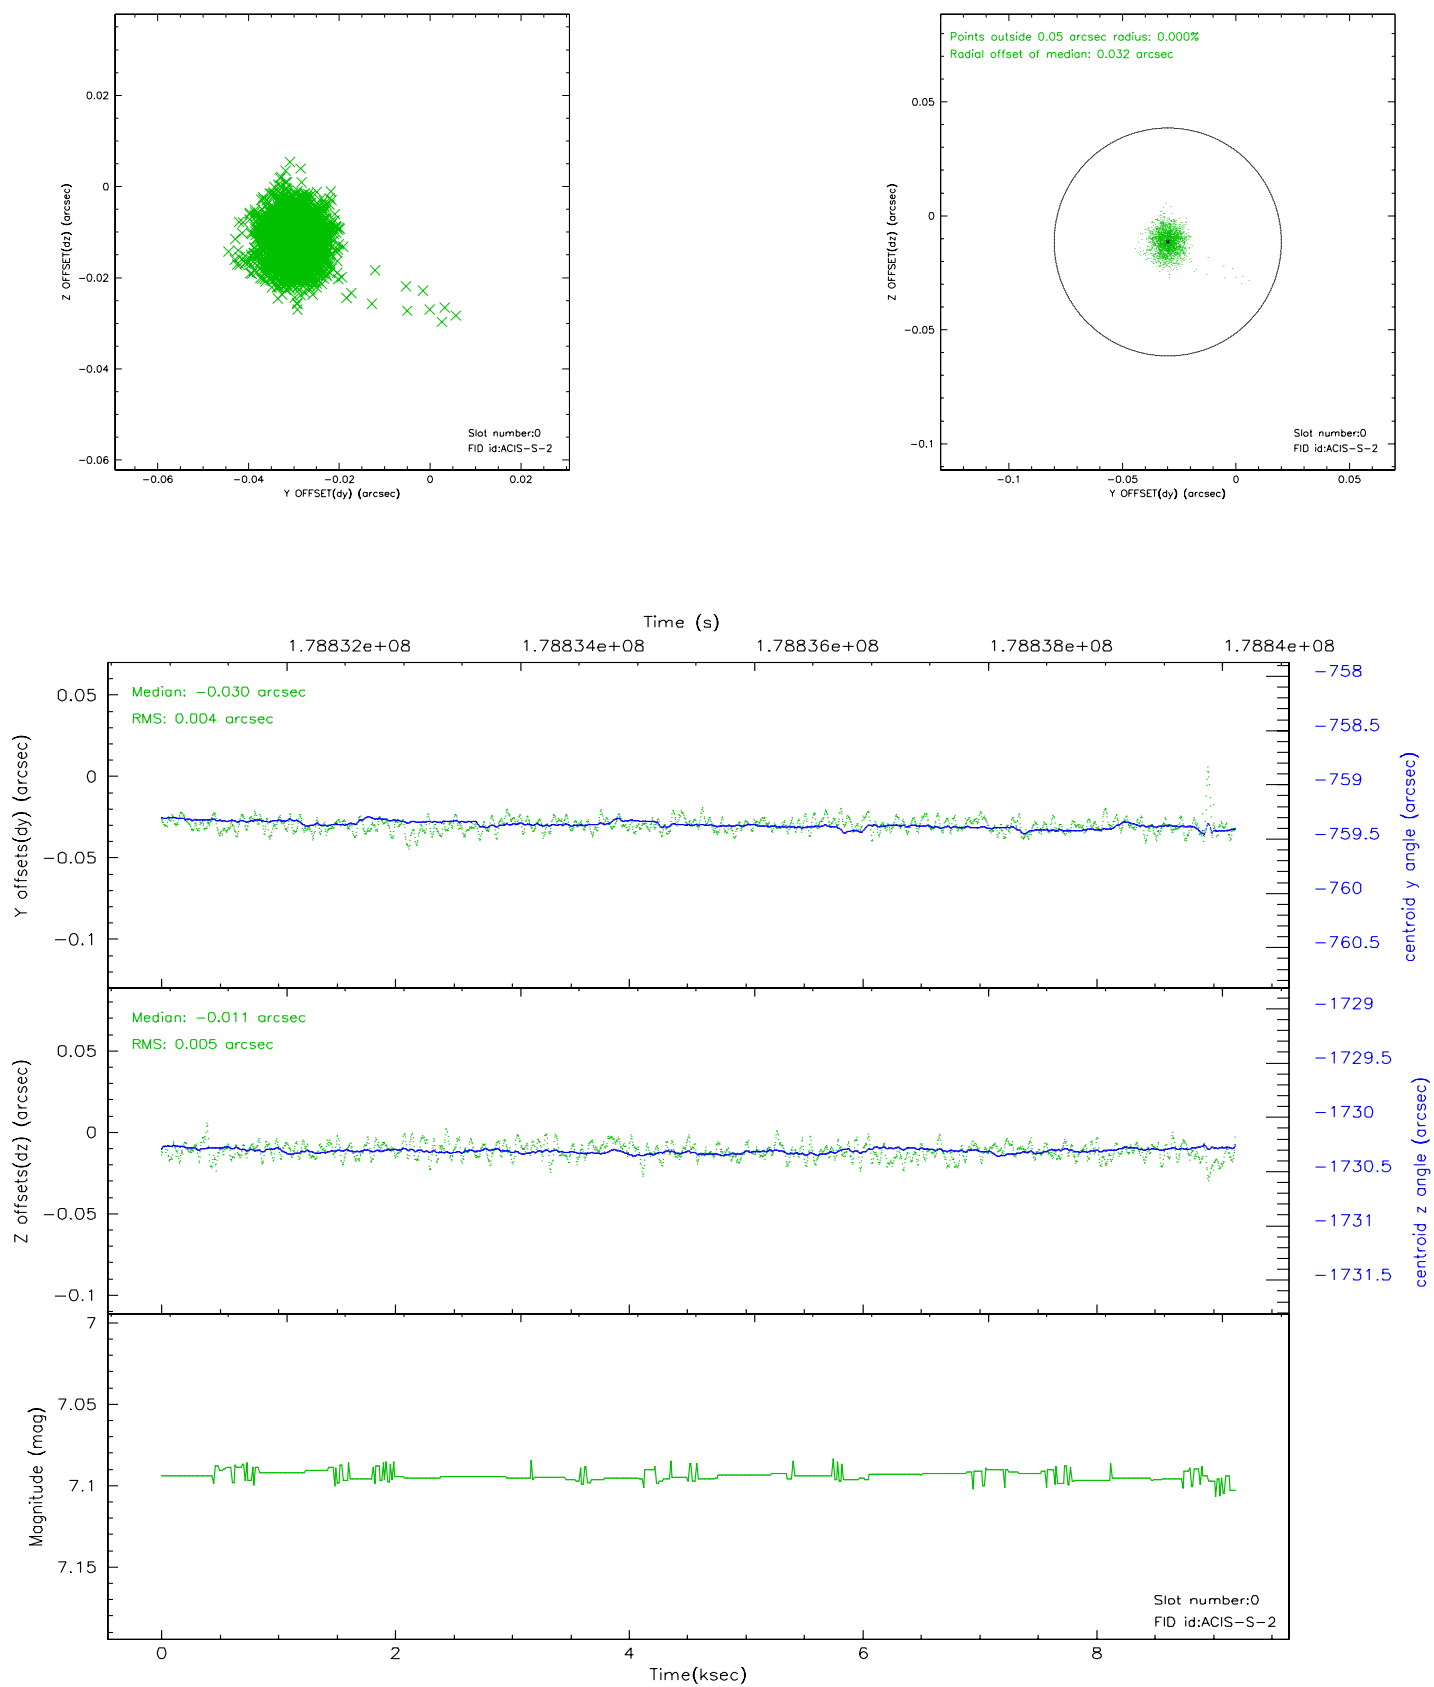 0.02
0
−0.02
−0.04
−0.06
Z OFFSET(dz) (arcsec)
Slot number:0
FID id:ACIS−S−2
−0.06 −0.04 −0.02 0 0.02
Y OFFSET(dy) (arcsec)
Points outside 0.05 arcsec radius: 0.000%
Radial offset of median: 0.032 arcsec
0.05
0
−0.05
−0.1
Z OFFSET(dz) (arcsec)
Slot number:0
FID id:ACIS−S−2
−0.1 −0.05 0 0.05
Y OFFSET(dy) (arcsec)
Time (s)
1.78832e+08 1.78834e+08 1.78836e+08 1.78838e+08 1.7884e+08
Median: −0.030 arcsec
RMS: 0.004 arcsec
0.05
0
−0.05
−0.1
Y offsets(dy) (arcsec)
−758
−758.5
−759
−759.5
−760
−760.5
centroid y angle (arcsec)
Median: −0.011 arcsec
RMS: 0.005 arcsec
0.05
0
−0.05
−0.1
Z offsets(dz) (arcsec)
−1729
−1729.5
−1730
−1730.5
−1731
−1731.5
centroid z angle (arcsec)
7
7.05
7.1
7.15
Magnitude (mag)
Slot number:0
FID id:ACIS−S−2
0 2 4 6 8
Time(ksec)